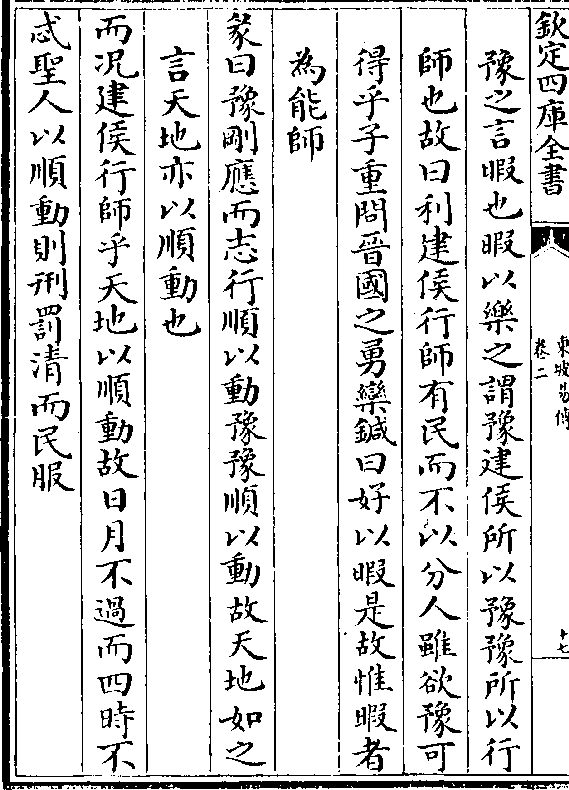 欽定四庫全書
東坡易傳
卷二
十七
豫之言暇也暇以樂之謂豫建侯所以豫豫所以行
師也故曰利建侯行師有民而不以分人雖欲豫可
得乎子重問晉國之勇欒鍼曰好以暇是故惟暇者
為能師
彖曰豫剛應而志行順以動豫豫順以動故天地如之
言天地亦以順動也
而況建侯行師乎天地以順動故日月不過而四時不
忒聖人以順動則刑罰清而民服